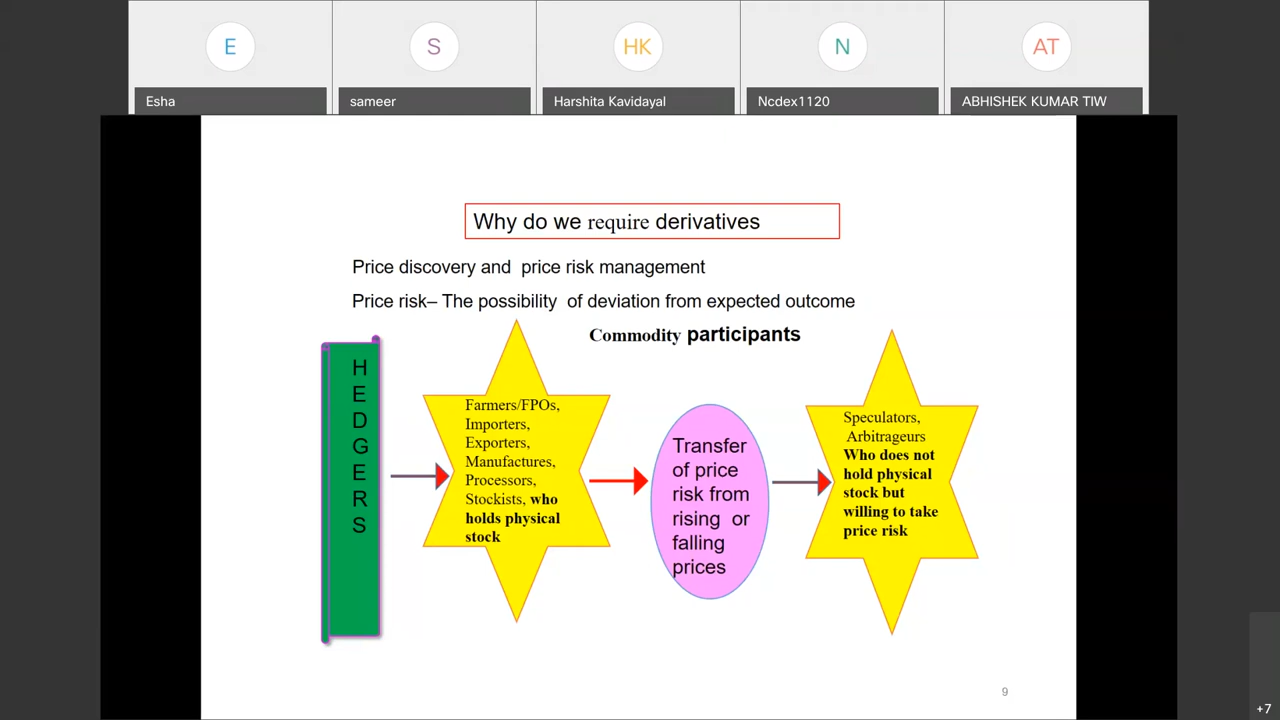 E
S
HK
N
AT
Esha
sameer
Harshita Kavidayal
Ncdex1120
ABHISHEK KUMAR TIW
Why do we require derivatives
Price discovery and price risk management
Price risk– The possibility of deviation from expected outcome
Commodity participants
H
E
D
G
E
R
S
Farmers/FPOs,
Importers,
Exporters,
Manufactures,
Processors,
Stockists, who
holds physical
stock
Transfer
of price
risk from
rising or
falling
prices
Speculators,
Arbitrageurs
Who does not
hold physical
stock but
willing to take
price risk
9
+7